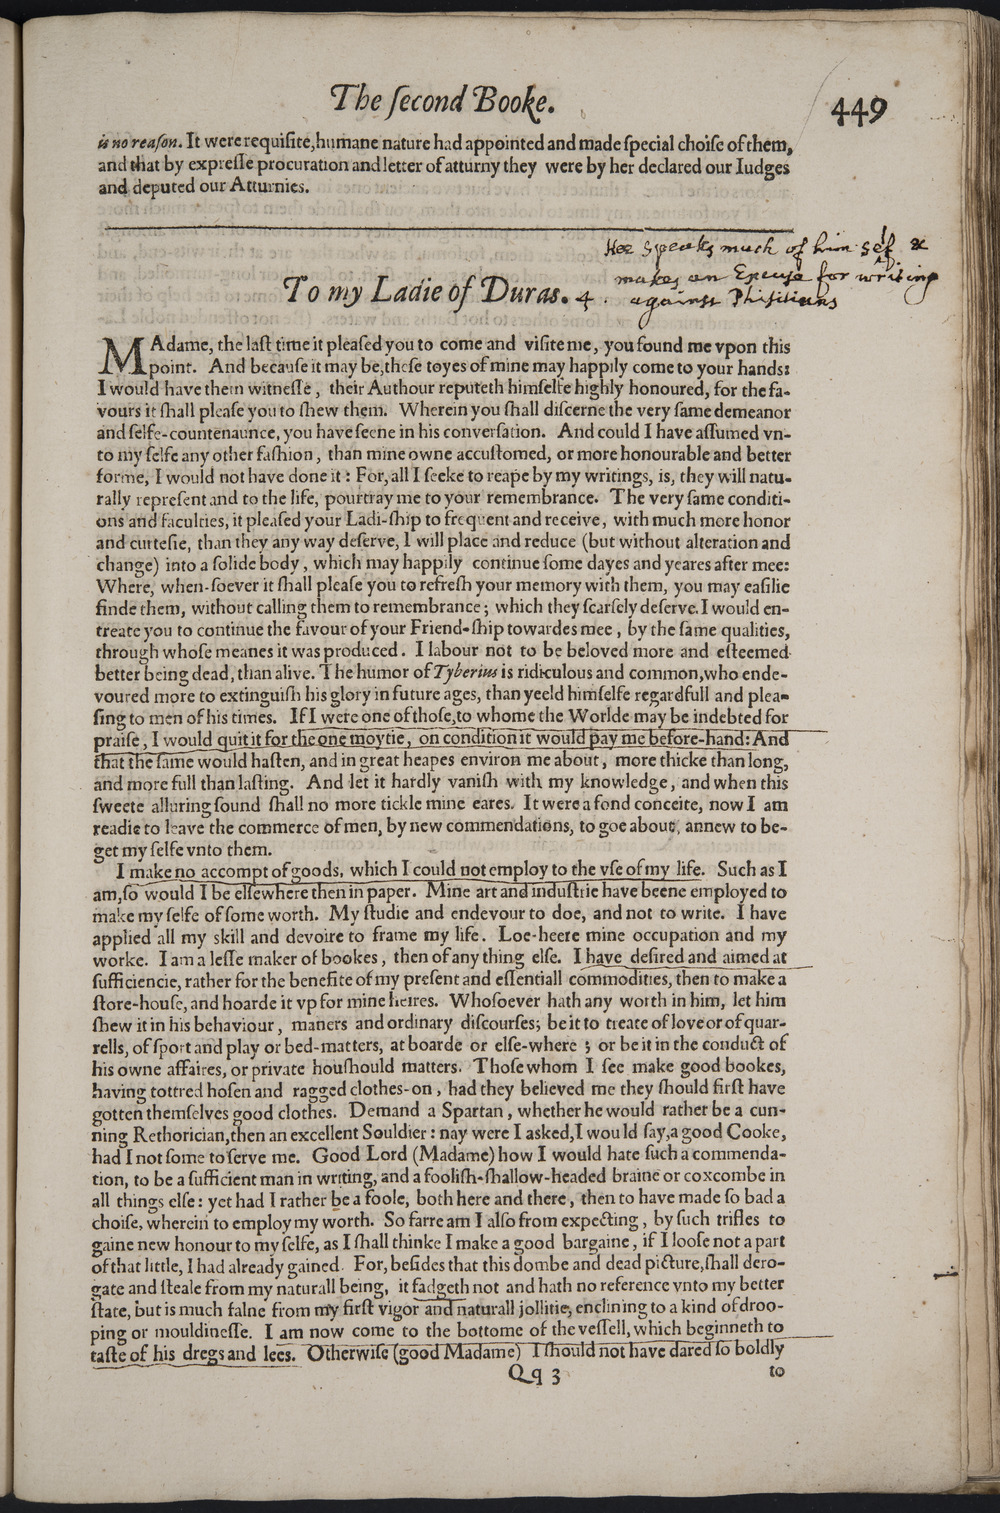 The ſecond Booke.
449
is no reaſon. It were requiſite, humane nature had appointed and made ſpecial choiſe of them,
and that by expreſſe procuration and letter of atturny they were by her declared our Iudges
and deputed our Atturnies.
Hee speaks much of him self &
makes an Excuse for writing
against Phisitians
To my Ladie of Duras. 4.
MAdame, the laſt time it pleaſed you to come and viſite me, you found me vpon this
point. And becauſe it may be, theſe toyes of mine may happily come to your hands:
I would have them witneſſe, their Authour reputeth himſelfe highly honoured, for the fa-
vours it ſhall pleaſe you to ſhew them. Wherein you ſhall diſcerne the very ſame demeanor
and ſelfe-countenaunce, you have ſeene in his converſation. And could I have aſſumed vn-
to my ſelfe any other faſhion, than mine owne accuſtomed, or more honourable and better
forme, I would not have done it: For, all I ſeeke to reape by my writings, is, they will natu-
rally repreſent and to the life, pourtray me to your remembrance. The very ſame conditi-
ons and faculties, it pleaſed your Ladi-ſhip to frequent and receive, with much more honor
and curteſie, than they any way deſerve, I will place and reduce (but without alteration and
change) into a ſolide body, which may happily continue ſome dayes and yeares after mee:
Where, when-ſoever it ſhall pleaſe you to refreſh your memory with them, you may eaſilie
finde them, without calling them to remembrance; which they ſcarſely deſerve. I would en-
treate you to continue the favour of your Friend-ſhip towardes mee, by the ſame qualities,
through whoſe meanes it was produced. I labour not to be beloved more and eſteemed
better being dead, than alive. The humor of Tyberius is ridiculous and common, who ende-
voured more to extinguiſh his glory in future ages, than yeeld himſelfe regardfull and plea-
ſing to men of his times. If I were one of thoſe, to whome the Worlde may be indebted for
praiſe, I would quit it for the one moytie, on condition it would pay me before-hand: And
that the ſame would haſten, and in great heapes environ me about, more thicke than long,
and more full than laſting. And let it hardly vaniſh with my knowledge, and when this
ſweete alluring ſound ſhall no more tickle mine eares. It were a fond conceite, now I am
readie to leave the commerce of men, by new commendations, to goe about, annew to be-
get my ſelfe vnto them.
I make no accompt of goods, which I could not employ to the vſe of my life. Such as I
am, ſo would I be elſewhere then in paper. Mine art and induſtrie have beene employed to
make my ſelfe of ſome worth. My ſtudie and endevour to doe, and not to write. I have
applied all my skill and devoire to frame my life. Loe-heere mine occupation and my
worke. I am a leſſe maker of bookes, then of any thing elſe. I have deſired and aimed at
ſufficiencie, rather for the benefite of my preſent and eſſentiall commodities, then to make a
ſtore-houſe, and hoarde it vp for mine heires. Whoſoever hath any worth in him, let him
ſhew it in his behaviour, maners and ordinary diſcourſes; be it to treate of love or of quar-
rells, of ſport and play or bed-matters, at boarde or elſe-where; or be it in the conduct of
his owne affaires, or private houſhould matters. Thoſe whom I ſee make good bookes,
having tottred hoſen and ragged clothes-on, had they believed me they ſhould firſt have
gotten themſelves good clothes. Demand a Spartan, whether he would rather be a cun-
ning Rethorician, then an excellent Souldier: nay were I asked, I would ſay, a good Cooke,
had I not ſome to ſerve me. Good Lord (Madame) how I would hate ſuch a commenda-
tion, to be a ſufficient man in writing, and a fooliſh-ſhallow-headed braine or coxcombe in
all things elſe: yet had I rather be a foole, both here and there, then to have made ſo bad a
choiſe, wherein to employ my worth. So farre am I alſo from expecting, by ſuch trifles to
gaine new honour to my ſelfe, as I ſhall thinke I make a good bargaine, if I looſe not a part
of that little, I had already gained. For, beſides that this dombe and dead picture, ſhall dero-
gate and ſteale from my naturall being, it fadgeth not and hath no reference vnto my better
ſtate, but is much falne from my firſt vigor and naturall jollitie, enclining to a kind of droo-
ping or mouldineſſe. I am now come to the bottome of the veſſell, which beginneth to
taſte of his dregs and lees. Otherwiſe (good Madame) I ſhould not have dared ſo boldly
Qq 3
to